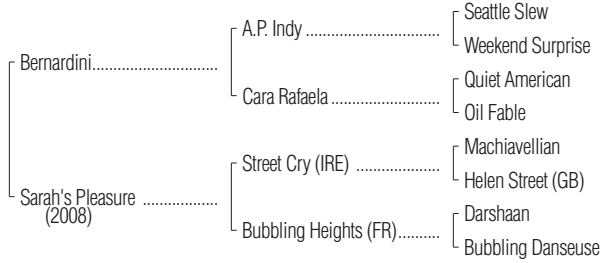 Seattle Slew
A.P. Indy ............................
Weekend Surprise
Bernardini..........................
Quiet American
Cara Rafaela ......................
Oil Fable
Machiavellian
Street Cry (IRE) .................
Helen Street (GB)
Sarah's Pleasure ................
(2008)
Darshaan
Bubbling Heights (FR)..........
Bubbling Danseuse